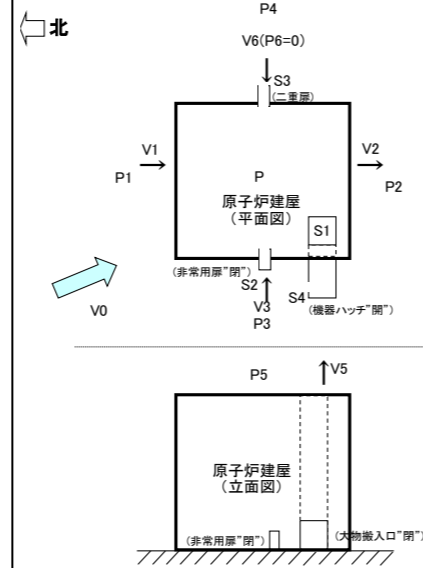 P4
北
V6(P6=0)
S3
(二重扉)
V1
V2
P1
P
P2
原子炉建屋
(平面図)
S1
(非常用扉"閉")
S2
S4
(機器ハッチ"開")
V3
P3
V0
P5
V5
原子炉建屋
(立面図)
(非常用扉"閉")
(大物搬入口"閉")